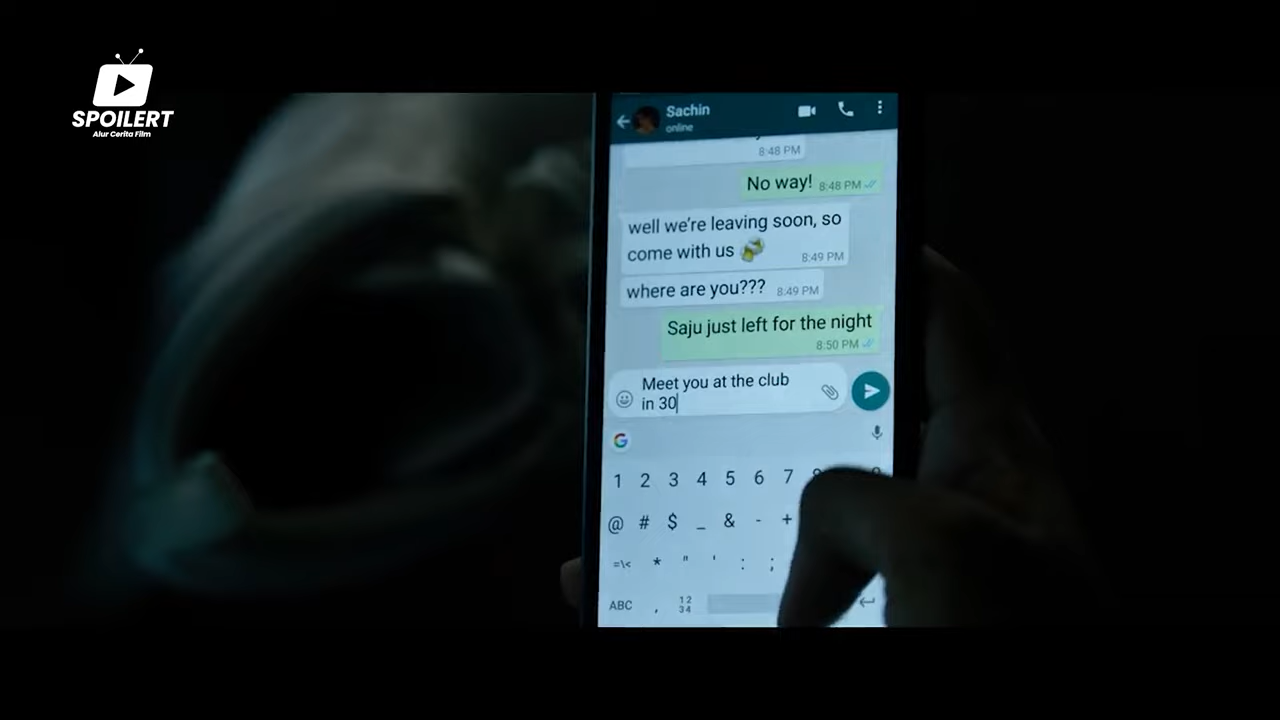 SPOILERT
Alur Cerita Film
Sachin
online
8:48 PM
No way! 8:48 PM
well we're leaving soon, so
come with us
8:49 PM
where are you??? 8:49 PM
Saju just left for the night
8:50 PM
Meet you at the club
in 30
G
1 2 3 4 5 6 7
@ # $ _ & - +
=\< * " ' : ;
ABC , 12
34